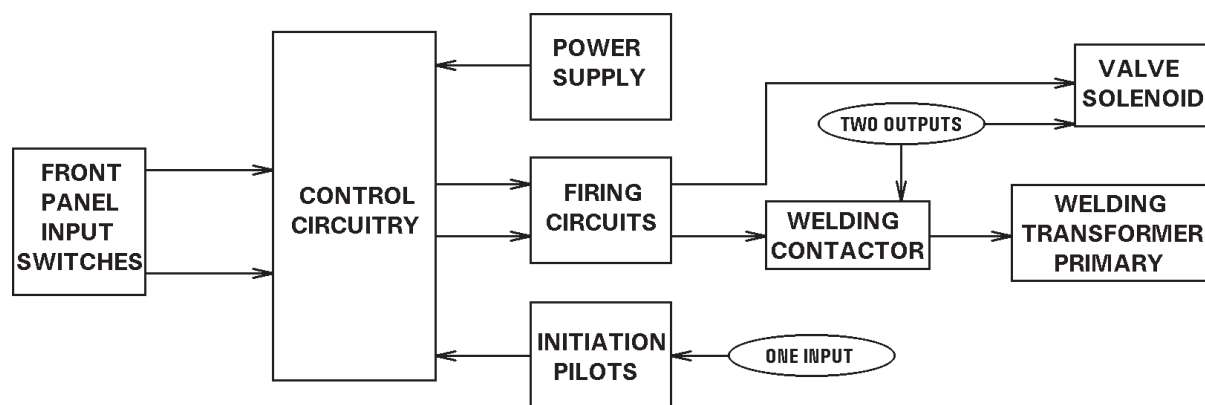 FRONT
PANEL
INPUT
SWITCHES
CONTROL
CIRCUITRY
POWER
SUPPLY
FIRING
CIRCUITS
INITIATION
PILOTS
ONE INPUT
TWO OUTPUTS
VALVE
SOLENOID
WELDING
CONTACTOR
WELDING
TRANSFORMER
PRIMARY